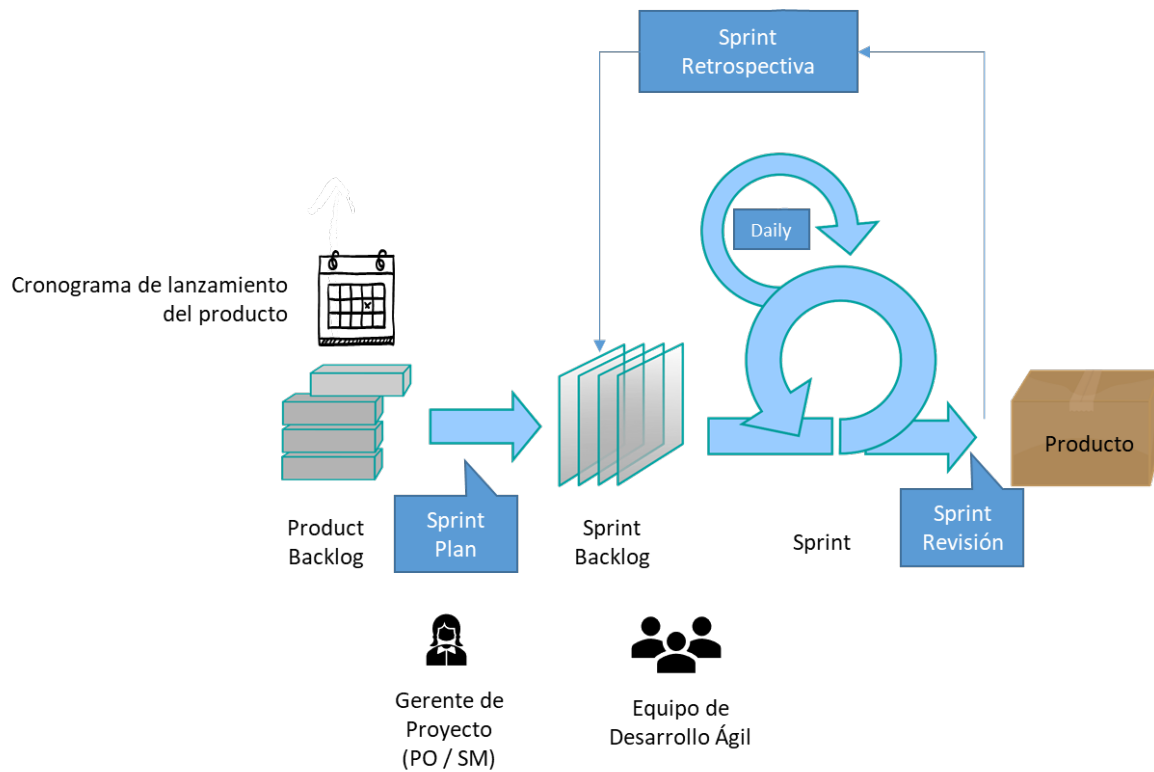 Sprint
Retrospectiva
Daily
Cronograma de lanzamiento
del producto
Producto
Product
Backlog
Sprint
Plan
Sprint
Backlog
Sprint
Sprint
Revisión
Gerente de
Proyecto
(PO / SM)
Equipo de
Desarrollo Ágil